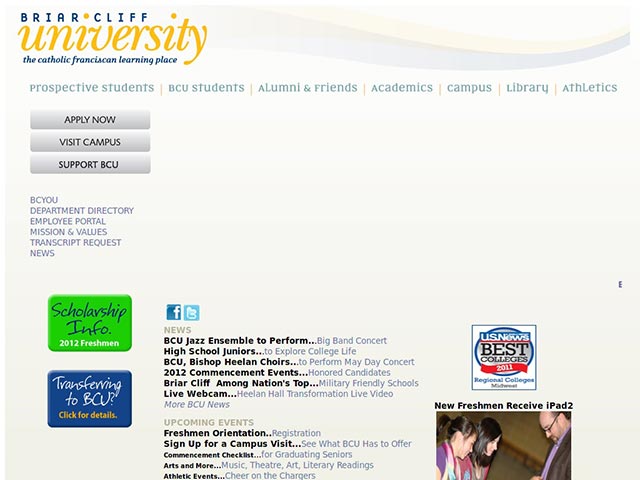 BRIAR CLIFF
university
the catholic franciscan learning place
Prospective Students | BCU Students | Alumni & Friends | Academics | Campus | Library | Athletics
APPLY NOW
VISIT CAMPUS
SUPPORT BCU
BCYOU
DEPARTMENT DIRECTORY
EMPLOYEE PORTAL
MISSION & VALUES
TRANSCRIPT REQUEST
NEWS
E
Scholarship
Info.
2012 Freshmen
Transferring
to BCU?
Click for details.
NEWS
BCU Jazz Ensemble to Perform...Big Band Concert
High School Juniors...to Explore College Life
BCU, Bishop Heelan Choirs...to Perform May Day Concert
2012 Commencement Events...Honored Candidates
Briar Cliff Among Nation's Top...Military Friendly Schools
Live Webcam...Heelan Hall Transformation Live Video
More BCU News
UPCOMING EVENTS
Freshmen Orientation..Registration
Sign Up for a Campus Visit...See What BCU Has to Offer
Commencement Checklist...for Graduating Seniors
Arts and More...Music, Theatre, Art, Literary Readings
Athletic Events...Cheer on the Chargers
U.S.News
BEST
COLLEGES
2011
Regional Colleges
Midwest
New Freshmen Receive iPad2